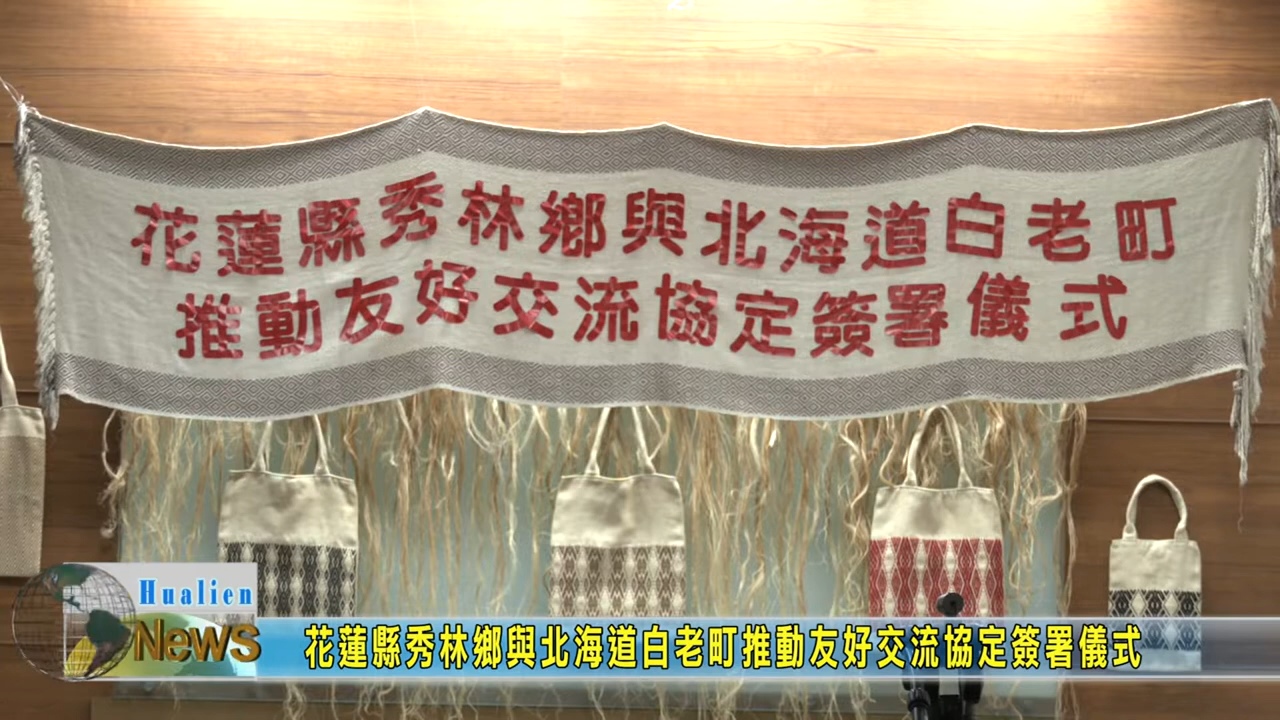 花蓮縣秀林鄉與北海道白老町
推動友好交流協定簽署儀式
Hualien
News
花蓮縣秀林鄉與北海道白老町推動友好交流協定簽署儀式